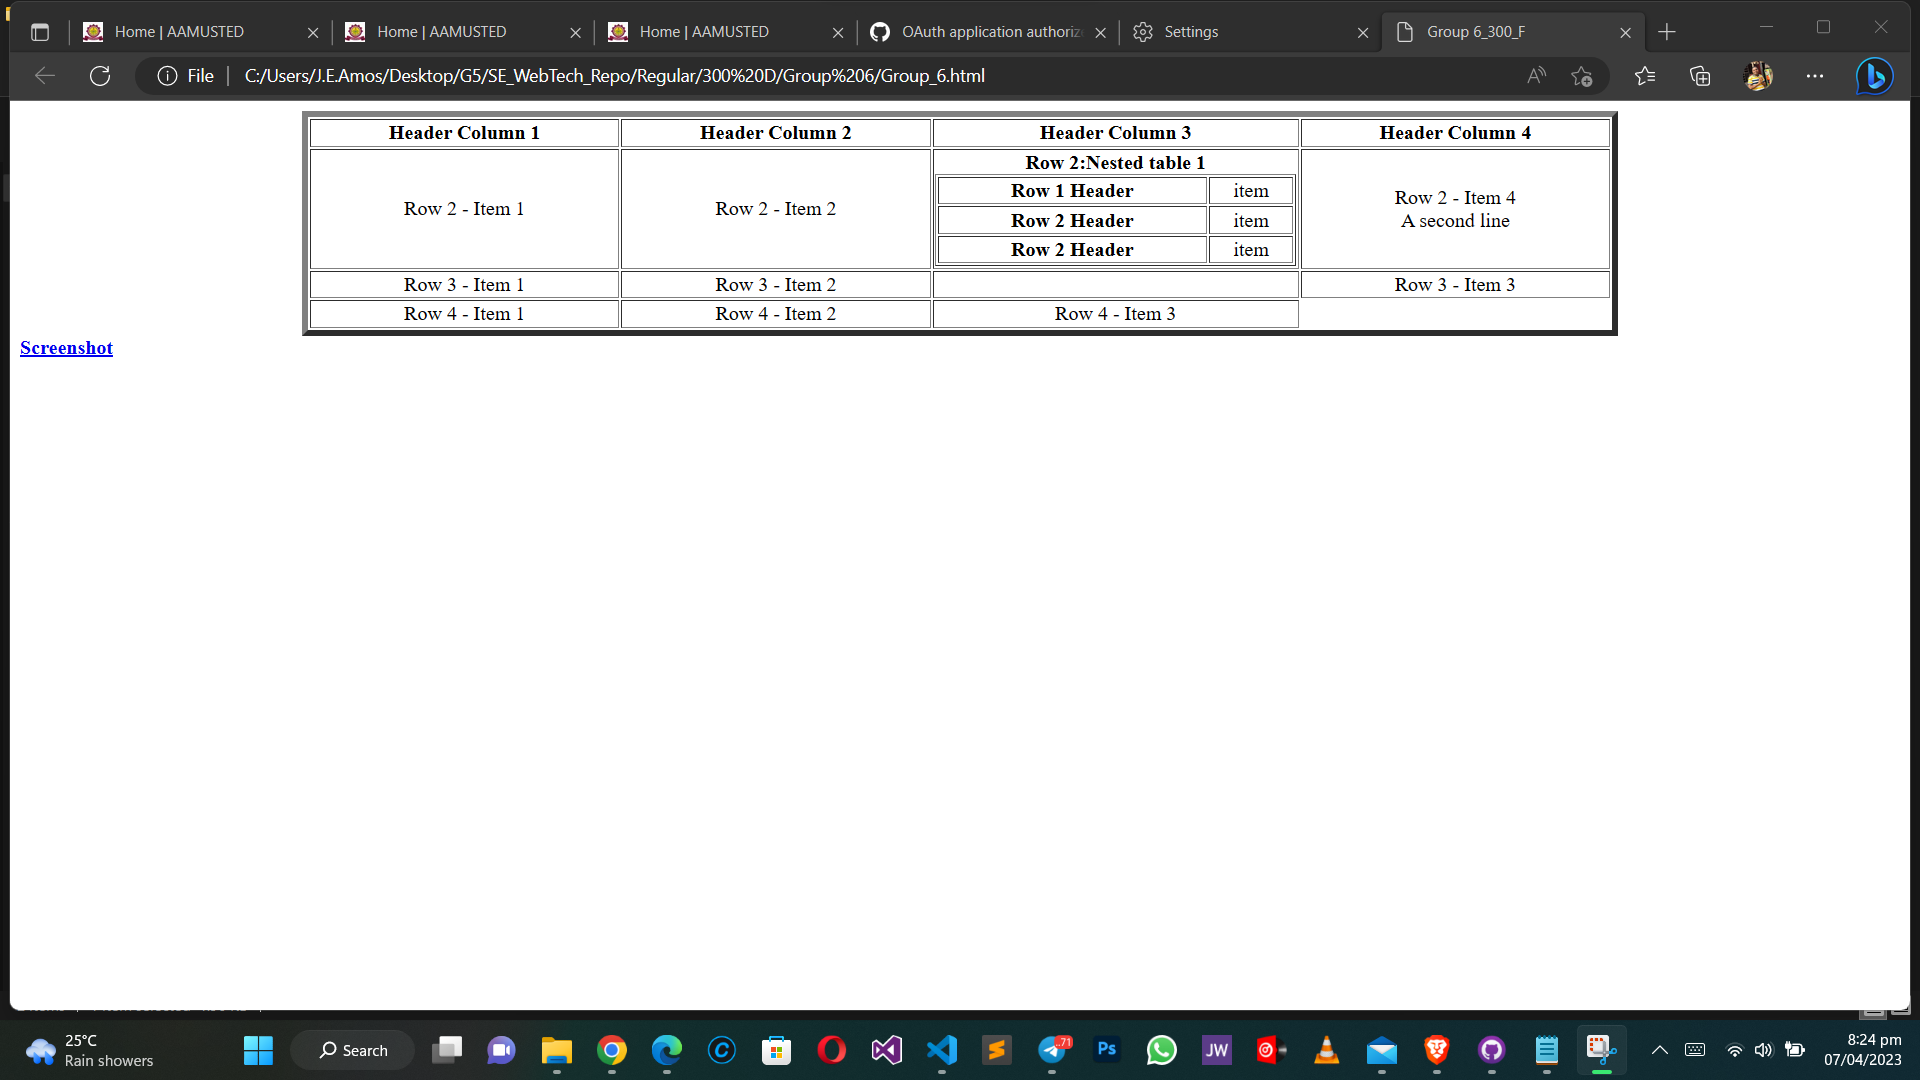 Home | AAMUSTED
Home | AAMUSTED
Home | AAMUSTED
OAuth application authoriz
Settings
Group 6_300_F
File
C:/Users/J.E.Amos/Desktop/G5/SE_WebTech_Repo/Regular/300%20D/Group%206/Group_6.html
Header Column 1 Header Column 2 Header Column 3 Header Column 4
Row 2 - Item 1
Row 2 - Item 2
Row 2:Nested table 1
Row 1 Header item
Row 2 Header item
Row 2 Header item
Row 2 - Item 4
A second line
Row 3 - Item 1 Row 3 - Item 2 Row 3 - Item 3
Row 4 - Item 1 Row 4 - Item 2 Row 4 - Item 3
Screenshot
25°C
Rain showers
Search
71
Ps
JW
8:24 pm
07/04/2023